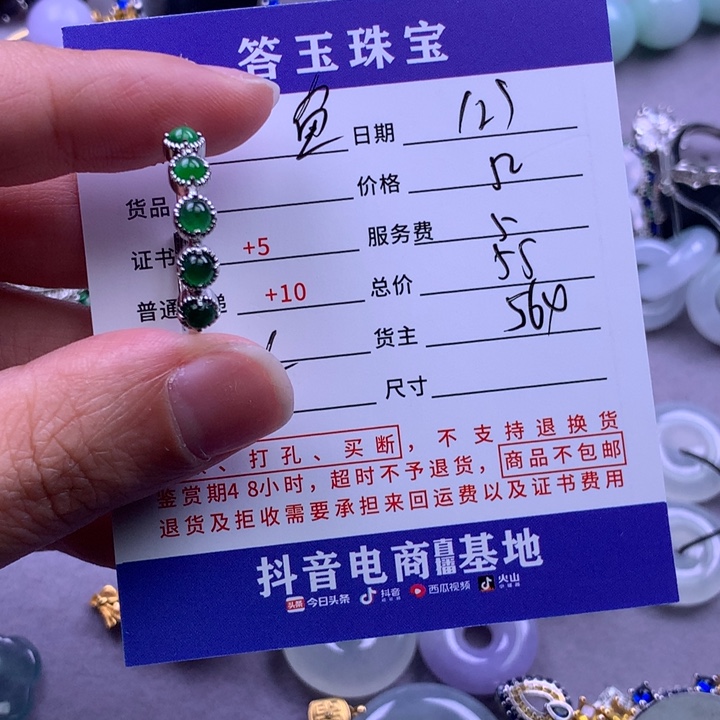 答玉珠宝
鱼 日期 125
货品 价格 50
证书 +5 服务费 5
普通 递 +10 总价 55
货主 564
尺寸
、打孔、买断，不支持退换货
鉴赏期48小时，超时不予退货，商品不包邮
退货及拒收需要承担来回运费以及证书费用
抖音电商直播基地
头条 今日头条 抖音 西瓜视频 火山